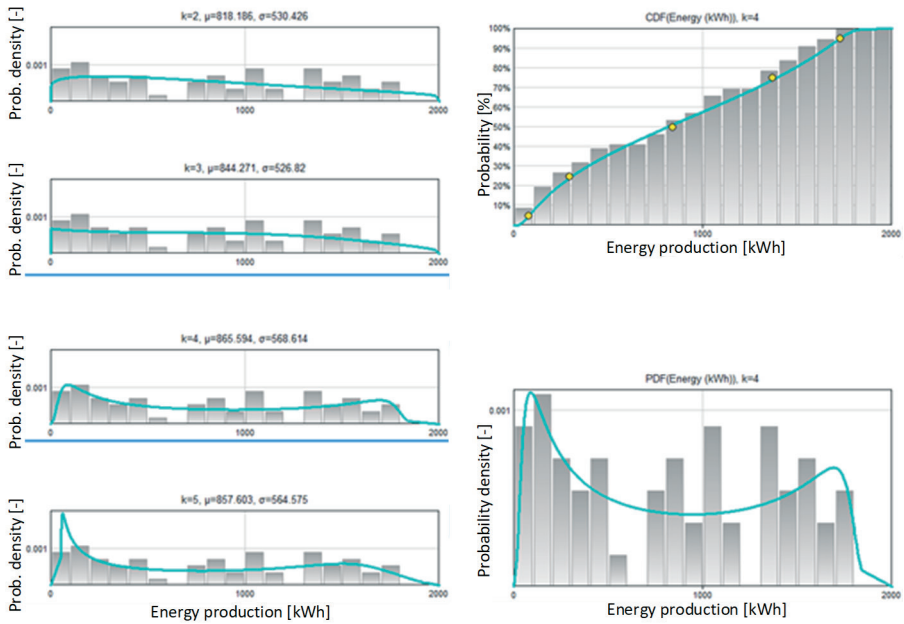 k=2, μ=818.186, σ=530.426
Prob. density [-]
0.001
0
1000
2000
k=3, μ=844.271, σ=526.82
Prob. density [-]
0.001
0
1000
2000
k=4, μ=865.594, σ=568.614
Prob. density [-]
0.001
0
1000
2000
k=5, μ=857.603, σ=564.575
Prob. density [-]
0.001
0
1000
2000
Energy production [kWh]
CDF(Energy (kWh)), k=4
Probability [%]
100%
90%
80%
70%
60%
50%
40%
30%
20%
10%
0
1000
2000
Energy production [kWh]
PDF(Energy (kWh)), k=4
Probability density [-]
0.001
0
1000
2000
Energy production [kWh]